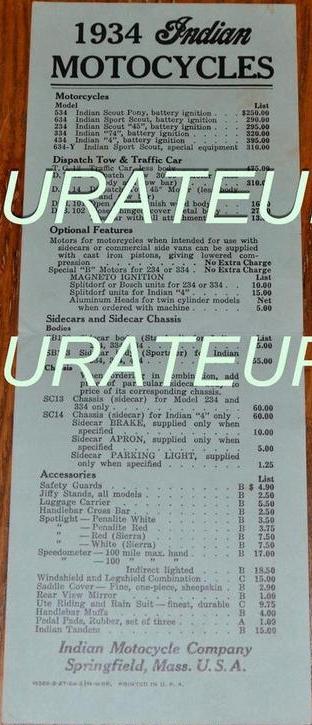 1934 Indian
MOTOCYCLES
Motorcycles
Model List
534 Indian Scout Pony, battery ignition . . $250.00
634 Indian Sport Scout, battery ignition 290.00
234 Indian Scout "45", battery ignition . 295.00
334 Indian "74", battery ignition . . . 320.00
434 Indian "4", battery ignition . . . 395.00
634-Y Indian Sport Scout, special equipment 310.00
Dispatch Tow & Traffic Car
Car, less body
URATEUR
Optional Features
Motors for motorcycles when intended for use with
sidecars or commercial side vans can be supplied
with cast iron pistons, giving lowered com-
pression . . . No Extra Charge
Special "B" Motors for 234 or 334 . No Extra Charge
MAGNETO IGNITION List
Splitdorf or Bosch units for 234 or 334 . 10.00
Splitdorf units for Indian "4" . . . 15.00
Aluminum Heads for twin cylinder models Net
when ordered with machine . . . 5.00
Sidecars and Sidecar Chassis
Bodies List
URATEUR
Chassis
price of its corresponding chassis.
SC13 Chassis (sidecar) for Model 234 and
334 only . . . 60.00
SC14 Chassis (sidecar) for Indian "4" only . 60.00
Sidecar BRAKE, supplied only when
specified . . . 10.00
Sidecar APRON, supplied only when
specified . . . 5.00
Sidecar PARKING LIGHT, supplied
only when specified . . . 1.25
Accessories List
Safety Guards . . . B $ 4.90
Jiffy Stands, all models . . . B 2.50
Luggage Carrier . . . B 5.50
Handlebar Cross Bar . . . B 2.50
Spotlight — Penalite White B 3.50
" — Penalite Red B 3.75
" — Red (Sierra) B 7.50
" — White (Sierra) B 7.50
Speedometer — 100 mile max. hand . . B 17.00
" — 100 " " "
Indirect lighted B 18.50
Windshield and Legshield Combination . C 15.00
Saddle Cover — Fine, one-piece, sheepskin . B 2.90
Rear View Mirror . . . B 1.00
Ute Riding and Rain Suit — finest, durable C 9.75
Handlebar Muffs . . . B 4.00
Pedal Pads, Rubber, set of three . . A 1.00
Indian Tandem . . . B 15.00
Indian Motocycle Company
Springfield, Mass. U. S. A.
PRINTED IN U. S. A.